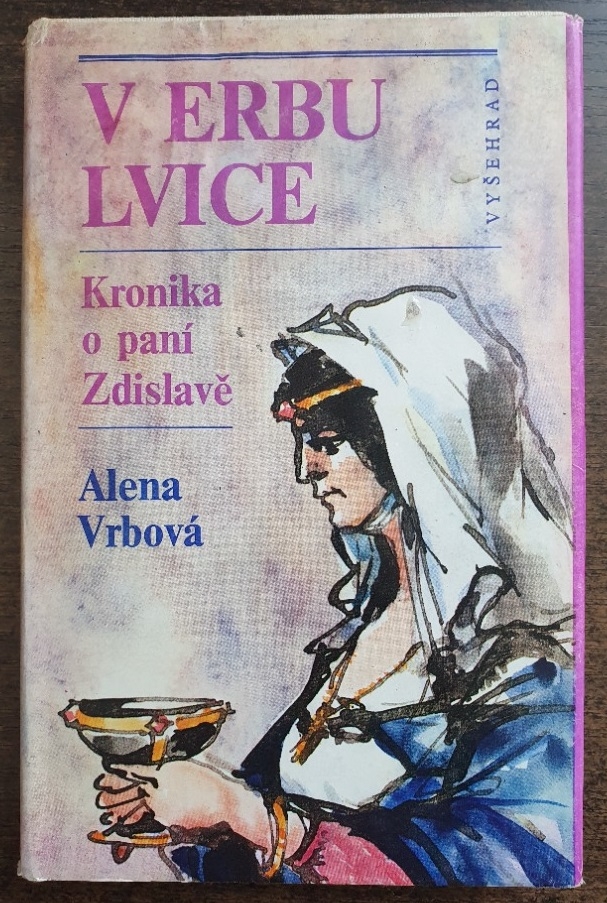 V ERBU
LVICE
Kronika
o paní
Zdislavě
Alena
Vrbová
VYŠEHRAD